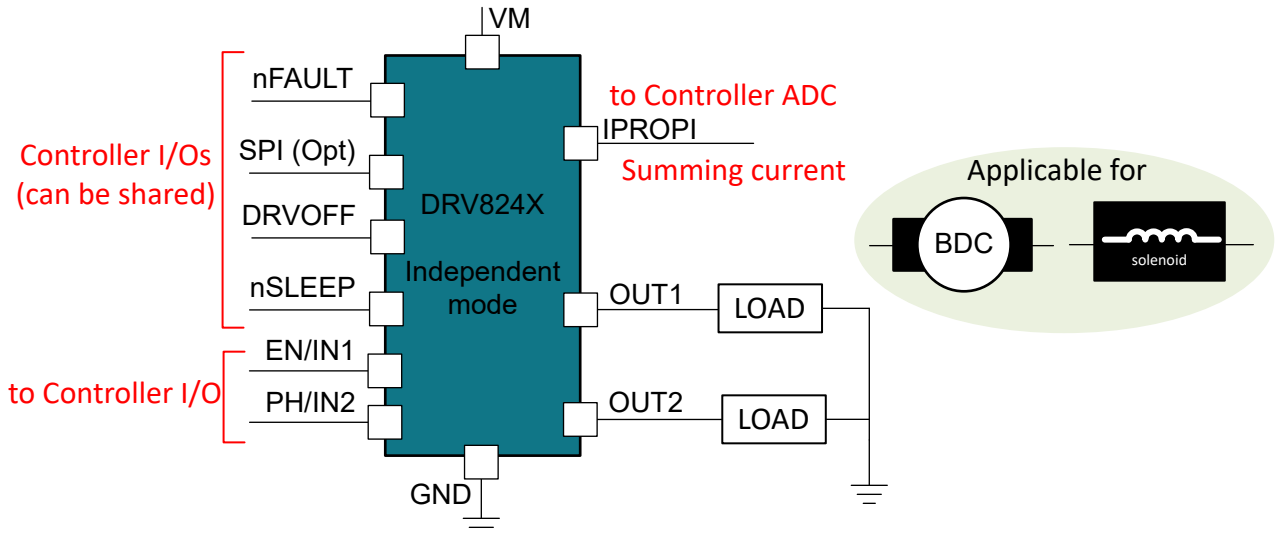 VM
nFAULT
SPI (Opt)
DRVOFF
nSLEEP
EN/IN1
PH/IN2
GND
Controller I/Os
(can be shared)
to Controller I/O
DRV824X
Independent
mode
to Controller ADC
IPROPI
Summing current
OUT1
LOAD
OUT2
LOAD
Applicable for
BDC
solenoid